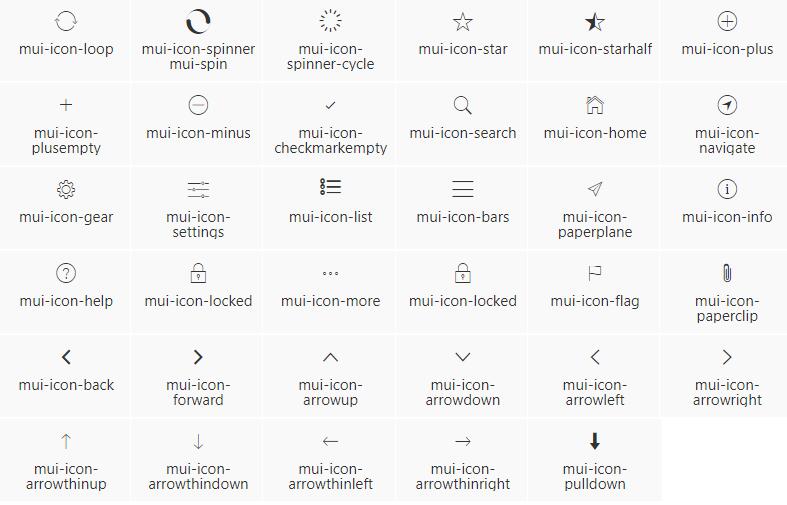 mui-icon-loop
mui-icon-spinner
mui-spin
mui-icon-
spinner-cycle
mui-icon-star
mui-icon-starhalf
mui-icon-plus
mui-icon-
plusempty
mui-icon-minus
mui-icon-
checkmarkempty
mui-icon-search
mui-icon-home
mui-icon-
navigate
mui-icon-gear
mui-icon-
settings
mui-icon-list
mui-icon-bars
mui-icon-
paperplane
mui-icon-info
mui-icon-help
mui-icon-locked
mui-icon-more
mui-icon-locked
mui-icon-flag
mui-icon-
paperclip
mui-icon-back
mui-icon-
forward
mui-icon-
arrowup
mui-icon-
arrowdown
mui-icon-
arrowleft
mui-icon-
arrowright
mui-icon-
arrowthinup
mui-icon-
arrowthindown
mui-icon-
arrowthinleft
mui-icon-
arrowthinright
mui-icon-
pulldown